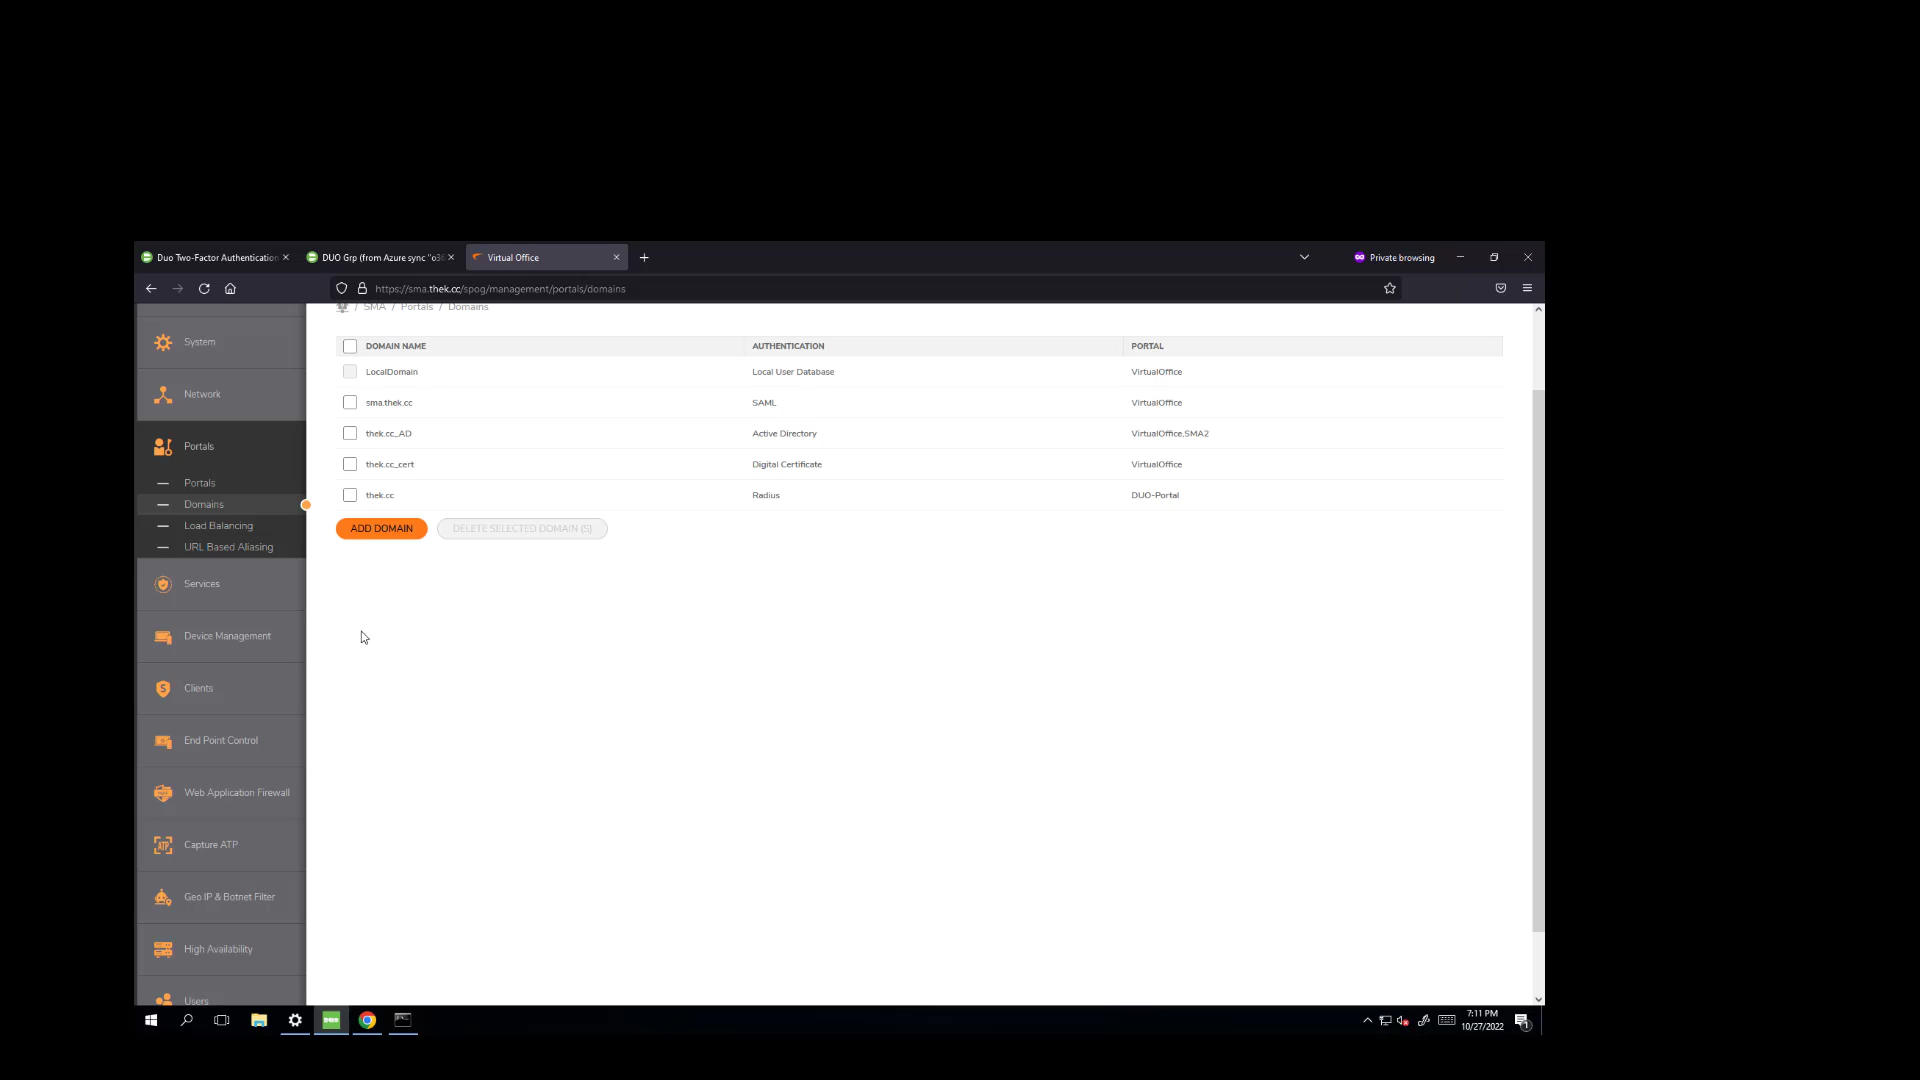 Duo Two-Factor Authentication
DUO Grp (from Azure sync "o36
Virtual Office
Private browsing
https://sma.thek.cc/spog/management/portals/domains
/ SMA / Portals / Domains
System
Network
Portals
Portals
Domains
Load Balancing
URL Based Aliasing
Services
Device Management
Clients
End Point Control
Web Application Firewall
Capture ATP
Geo IP & Botnet Filter
High Availability
Users
DOMAIN NAME AUTHENTICATION PORTAL
LocalDomain Local User Database VirtualOffice
sma.thek.cc SAML VirtualOffice
thek.cc_AD Active Directory VirtualOffice,SMA2
thek.cc_cert Digital Certificate VirtualOffice
thek.cc Radius DUO-Portal
ADD DOMAIN DELETE SELECTED DOMAIN (S)
7:11 PM
10/27/2022